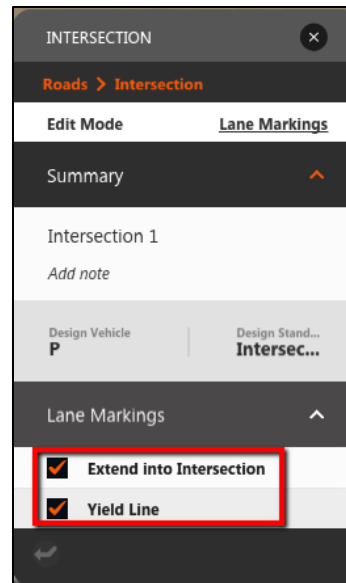 INTERSECTION
Roads > Intersection
Edit Mode Lane Markings
Summary
Intersection 1
Add note
Design Vehicle Design Stand...
P Intersec...
Lane Markings
Extend into Intersection
Yield Line